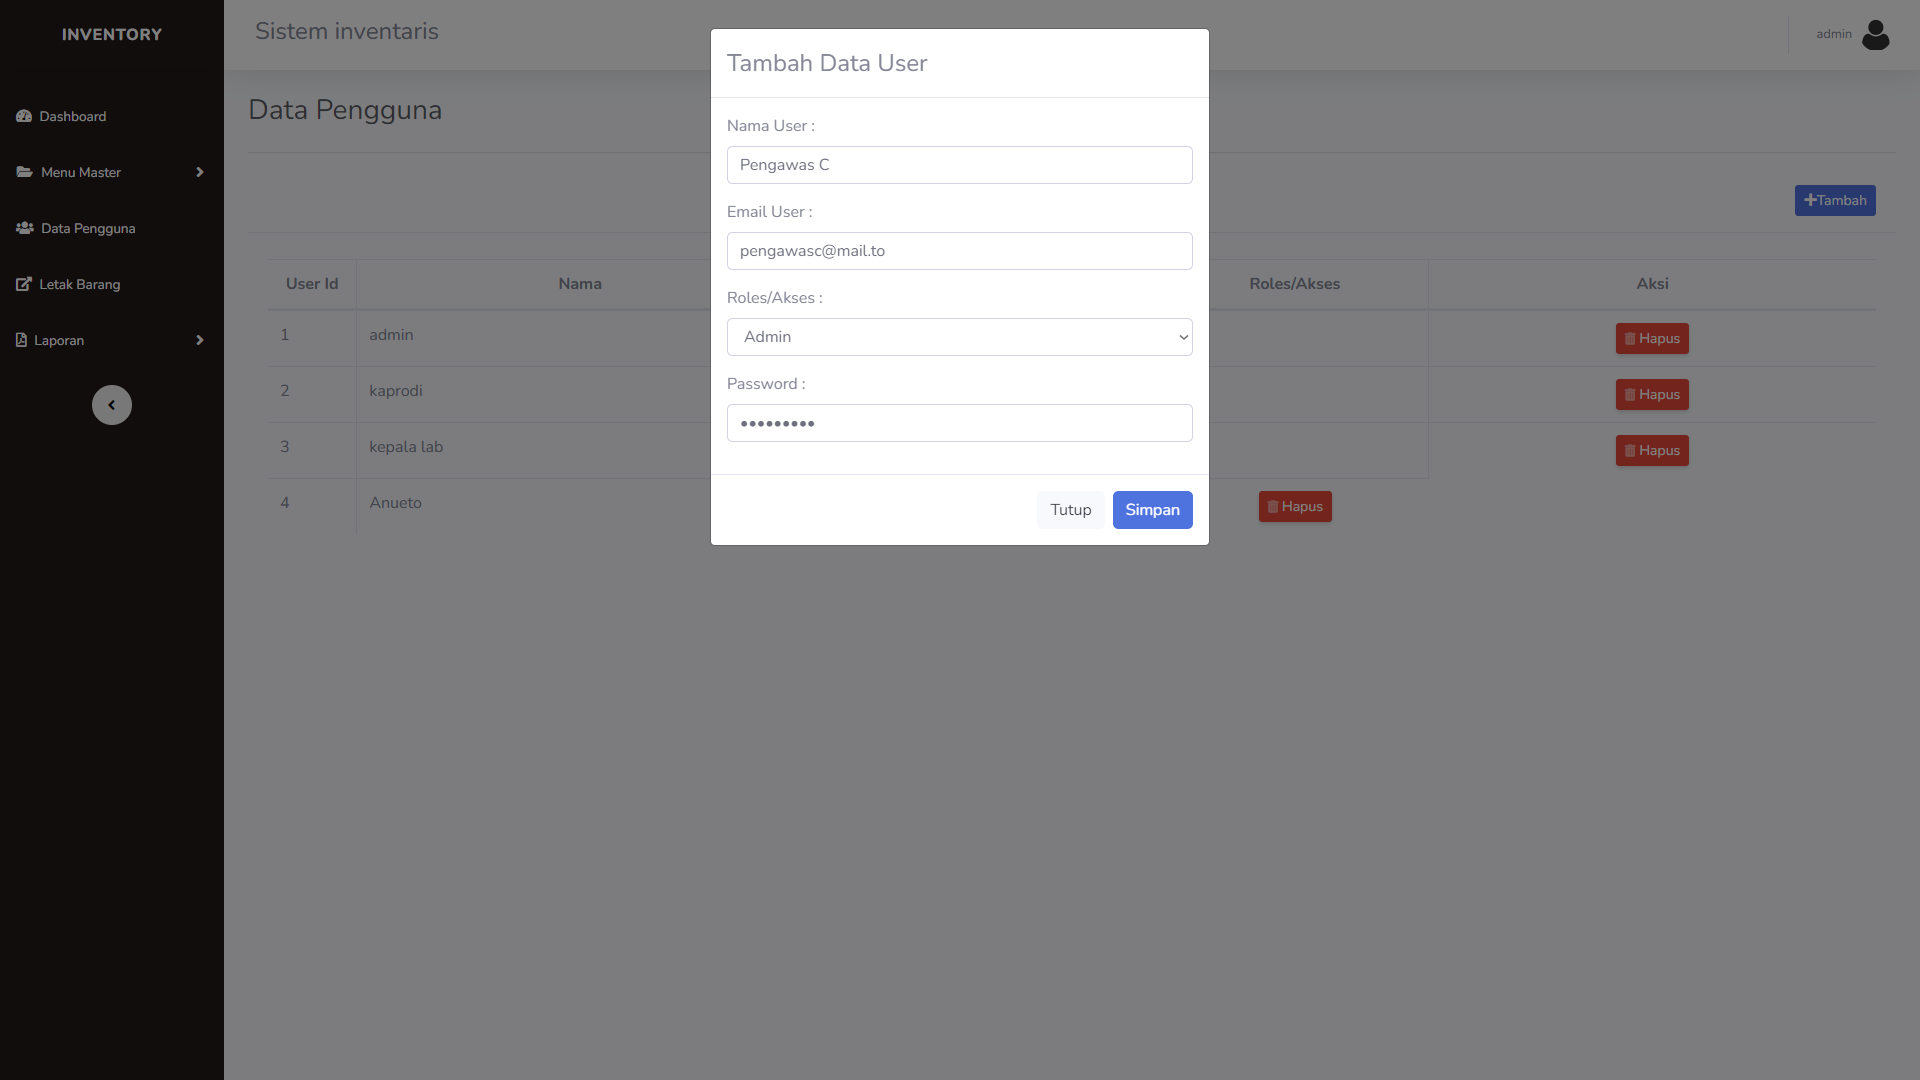 INVENTORY
Dashboard
Menu Master
Data Pengguna
Letak Barang
Laporan
Sistem inventaris
admin
Data Pengguna
Tambah
User Id Nama Roles/Akses Aksi
1 admin Hapus
2 kaprodi Hapus
3 kepala lab Hapus
4 Anueto Hapus
Tambah Data User
Nama User :
Pengawas C
Email User :
pengawasc@mail.to
Roles/Akses :
Admin
Password :
•••••••••
Tutup Simpan